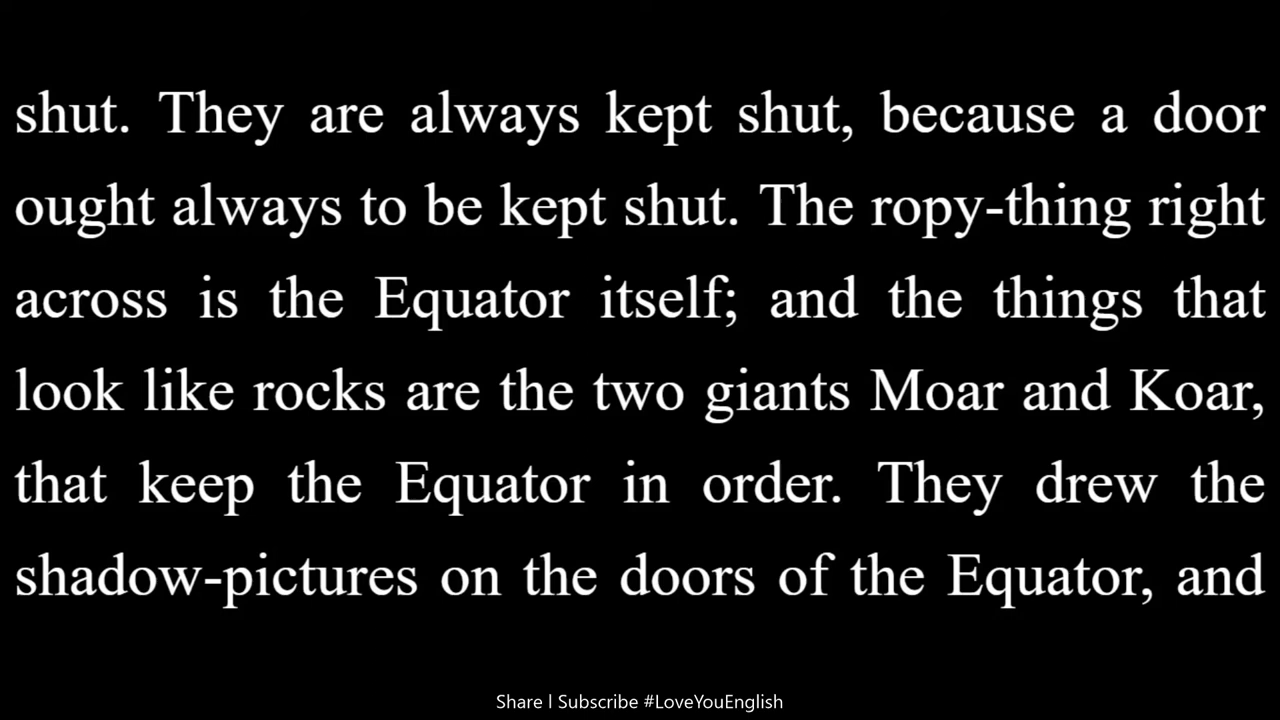 shut. They are always kept shut, because a door
ought always to be kept shut. The ropy-thing right
across is the Equator itself; and the things that
look like rocks are the two giants Moar and Koar,
that keep the Equator in order. They drew the
shadow-pictures on the doors of the Equator, and
Share l Subscribe #LoveYouEnglish